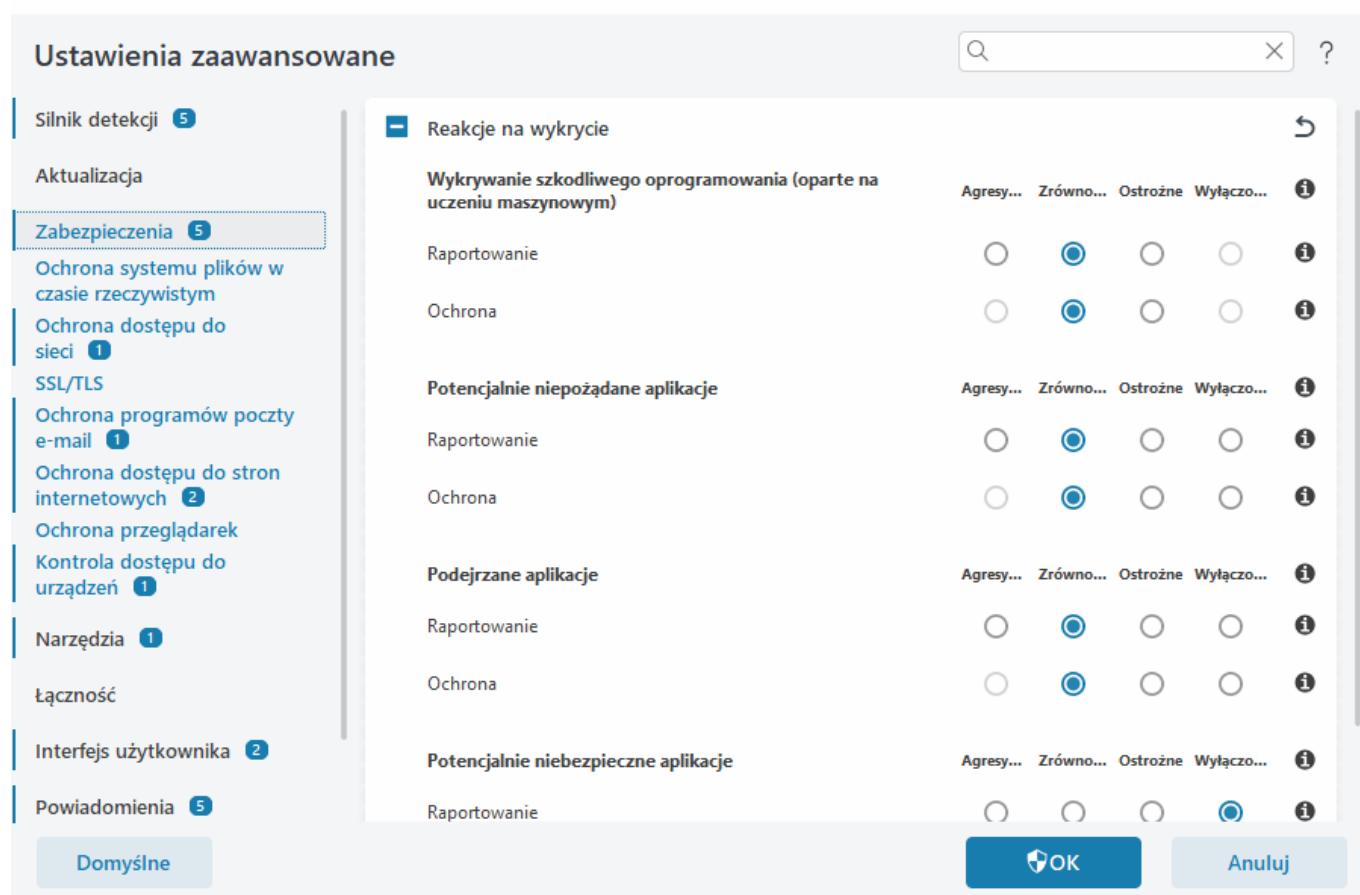 Ustawienia zaawansowane
?
Silnik detekcji 5
Aktualizacja
Zabezpieczenia 5
Ochrona systemu plików w
czasie rzeczywistym
Ochrona dostępu do
sieci 1
SSL/TLS
Ochrona programów poczty
e-mail 1
Ochrona dostępu do stron
internetowych 2
Ochrona przeglądarek
Kontrola dostępu do
urządzeń 1
Narzędzia 1
Łączność
Interfejs użytkownika 2
Powiadomienia 5
Reakcje na wykrycie
Wykrywanie szkodliwego oprogramowania (oparte na
uczeniu maszynowym)
Agresy... Zrówno... Ostrożne Wyłączo...
Raportowanie
Ochrona
Potencjalnie niepożądane aplikacje Agresy... Zrówno... Ostrożne Wyłączo...
Raportowanie
Ochrona
Podejrzane aplikacje Agresy... Zrówno... Ostrożne Wyłączo...
Raportowanie
Ochrona
Potencjalnie niebezpieczne aplikacje Agresy... Zrówno... Ostrożne Wyłączo...
Raportowanie
Domyślne OK Anuluj